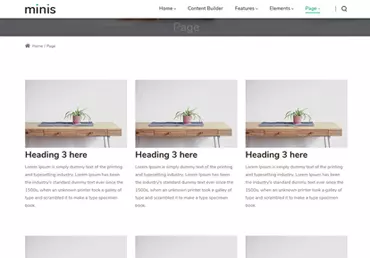 minis
Home
Content Builder
Features
Elements
Page
Page
Home / Page
Heading 3 here
Lorem Ipsum is simply dummy text of the printing
and typesetting industry. Lorem Ipsum has been
the industry's standard dummy text ever since the
1500s, when an unknown printer took a galley of
type and scrambled it to make a type specimen
book.
Heading 3 here
Lorem Ipsum is simply dummy text of the printing
and typesetting industry. Lorem Ipsum has been
the industry's standard dummy text ever since the
1500s, when an unknown printer took a galley of
type and scrambled it to make a type specimen
book.
Heading 3 here
Lorem Ipsum is simply dummy text of the printing
and typesetting industry. Lorem Ipsum has been
the industry's standard dummy text ever since the
1500s, when an unknown printer took a galley of
type and scrambled it to make a type specimen
book.